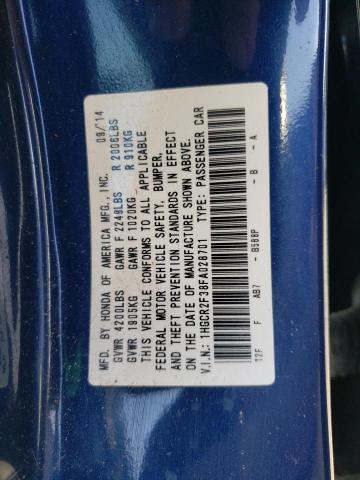 MFG. BY HONDA OF AMERICA MFG., INC. 09/'14
GVWR 4200LBS GAWR F 2249LBS R 2006LBS
GVWR 1905KG GAWR F 1020KG R 910KG
THIS VEHICLE CONFORMS TO ALL APPLICABLE
FEDERAL MOTOR VEHICLE SAFETY, BUMPER,
AND THEFT PREVENTION STANDARDS IN EFFECT
ON THE DATE OF MANUFACTURE SHOWN ABOVE.
V.I.N.: 1HGCR2F38FA028701 TYPE: PASSENGER CAR
T2F F AB7 - B588P - B - A